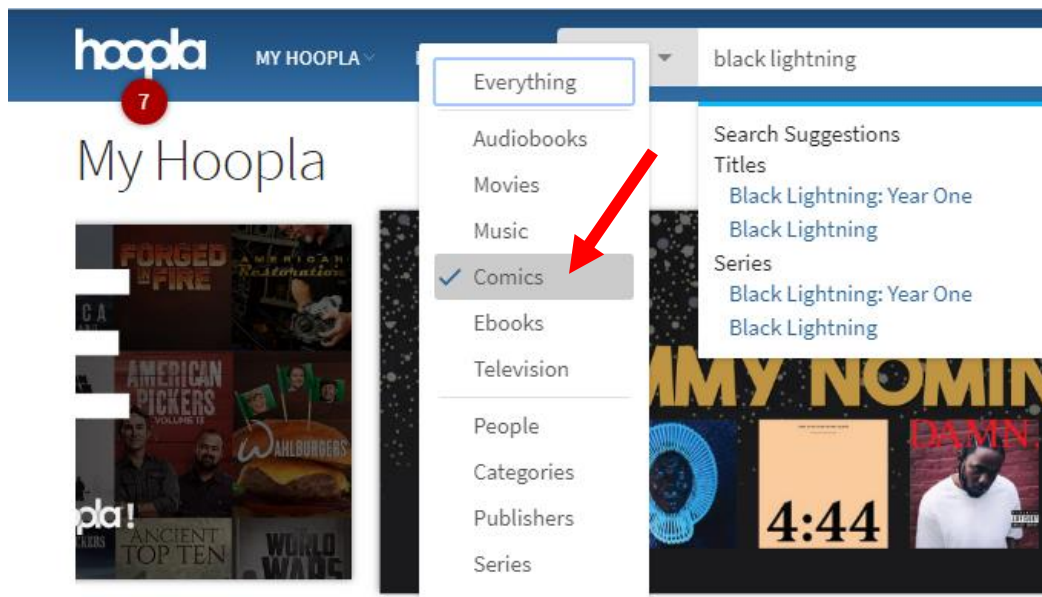 hoopla
MY HOOPLA
7
black lightning
My Hoopla
Everything
Audiobooks
Movies
Music
Comics
Ebooks
Television
People
Categories
Publishers
Series
Search Suggestions
Titles
Black Lightning: Year One
Black Lightning
Series
Black Lightning: Year One
Black Lightning
FORGED
IN
FIRE
AMERICAN
Restoration
AMERICAN
PICKERS
VOLUME 13
WAHLBURGERS
ANCIENT
TOP TEN
WORLD
WARS
MMY NOMIN
4:44
DAMN.